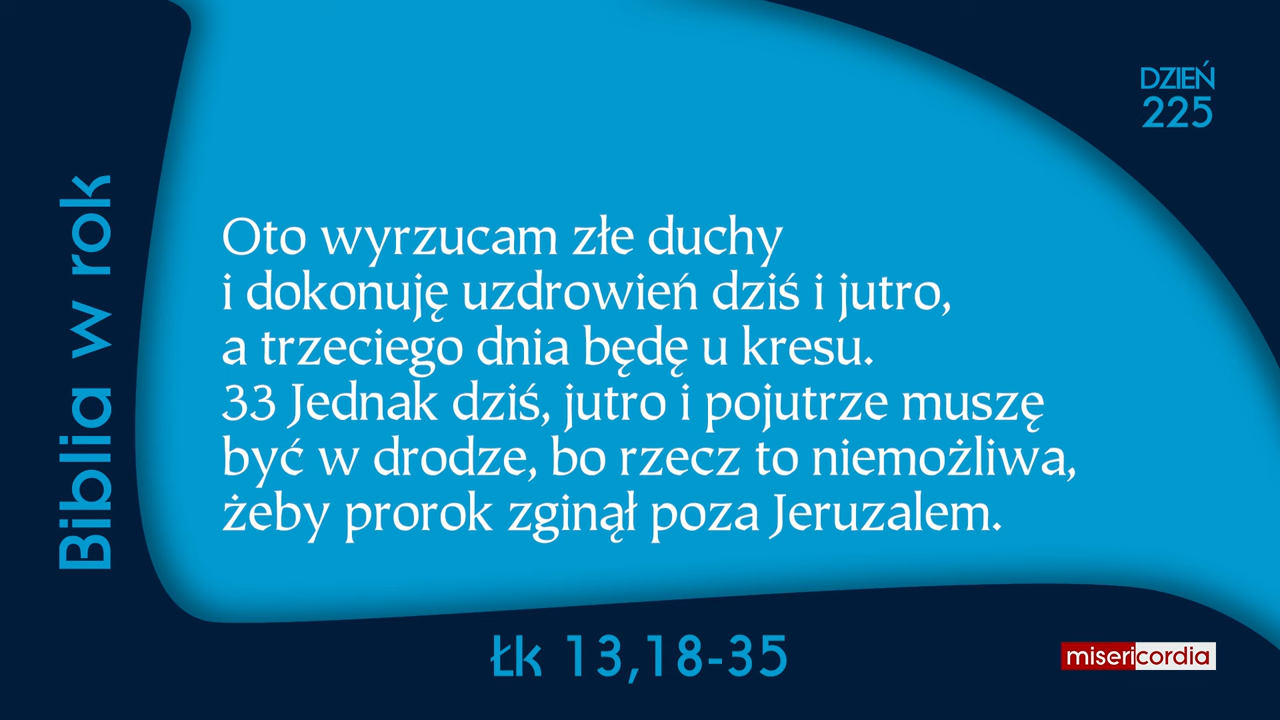 DZIEŃ
225
Biblia w rok
Oto wyrzucam złe duchy
i dokonuję uzdrowień dziś i jutro,
a trzeciego dnia będę u kresu.
33 Jednak dziś, jutro i pojutrze muszę
być w drodze, bo rzecz to niemożliwa,
żeby prorok zginął poza Jeruzalem.
Łk 13,18-35
misericordia